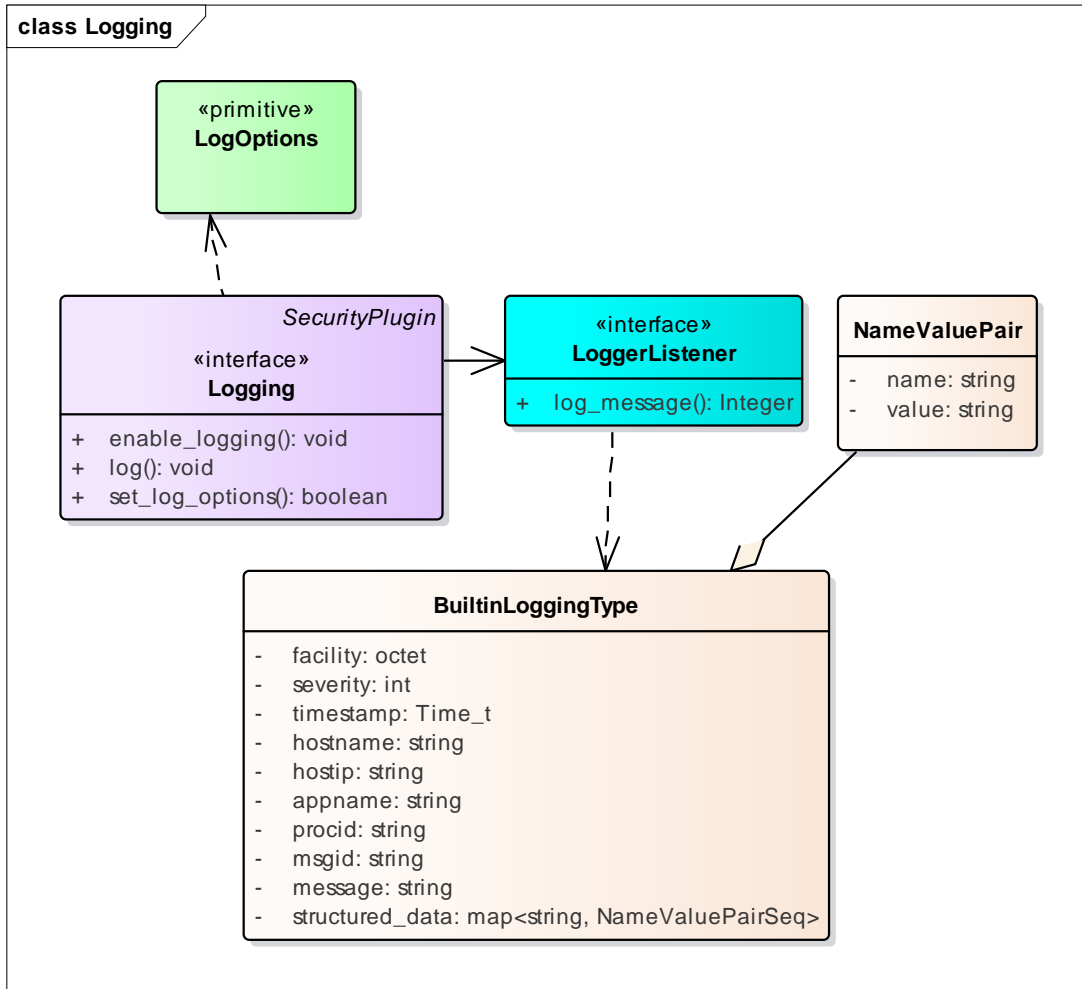 class Logging
«primitive»
LogOptions
SecurityPlugin
«interface»
Logging
+ enable_logging(): void
+ log(): void
+ set_log_options(): boolean
«interface»
LoggerListener
+ log_message(): Integer
NameValuePair
- name: string
- value: string
BuiltinLoggingType
- facility: octet
- severity: int
- timestamp: Time_t
- hostname: string
- hostip: string
- appname: string
- procid: string
- msgid: string
- message: string
- structured_data: map<string, NameValuePairSeq>